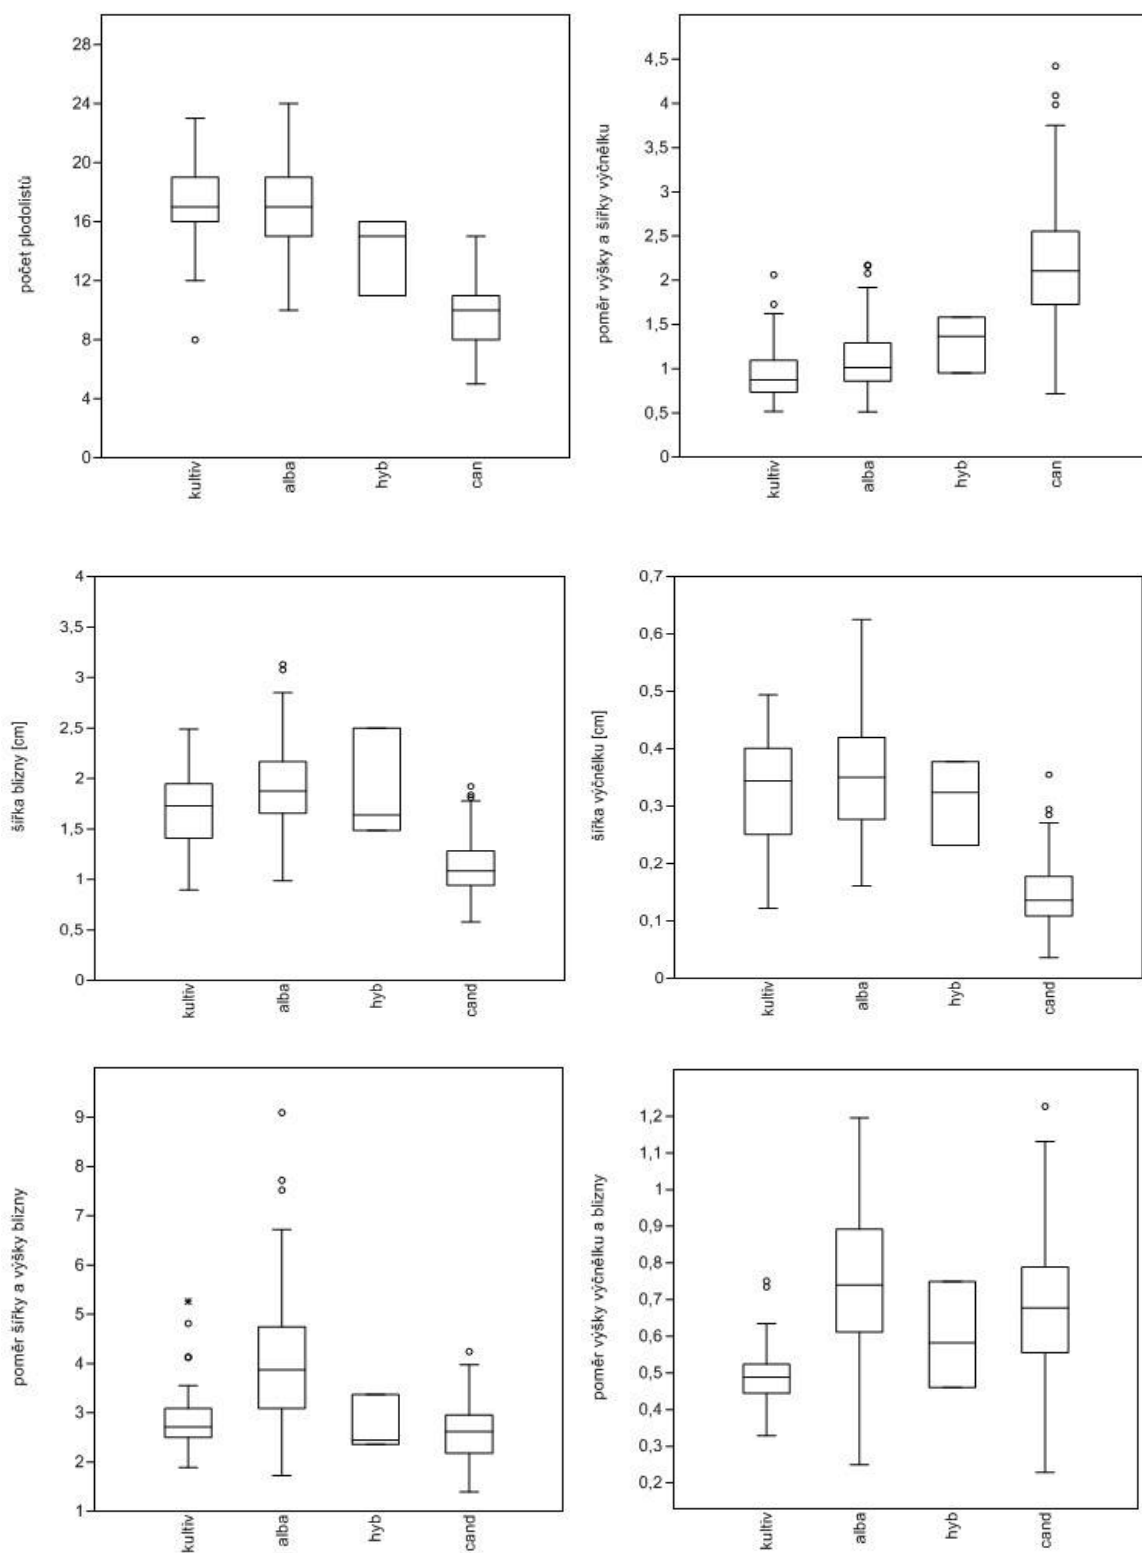 počet plodolistů
28
24
20
16
12
8
4
0
kultiv
alba
hyb
can
poměr výšky a šířky výčnělku
4,5
4
3,5
3
2,5
2
1,5
1
0,5
0
kultiv
alba
hyb
can
šířka blizny [cm]
4
3,5
3
2,5
2
1,5
1
0,5
0
kultiv
alba
hyb
cand
šířka výčnělku [cm]
0,7
0,6
0,5
0,4
0,3
0,2
0,1
0
kultiv
alba
hyb
cand
poměr šířky a výšky blizny
9
8
7
6
5
4
3
2
1
kultiv
alba
hyb
cand
poměr výšky výčnělku a blizny
1,2
1,1
1
0,9
0,8
0,7
0,6
0,5
0,4
0,3
0,2
kultiv
alba
hyb
cand